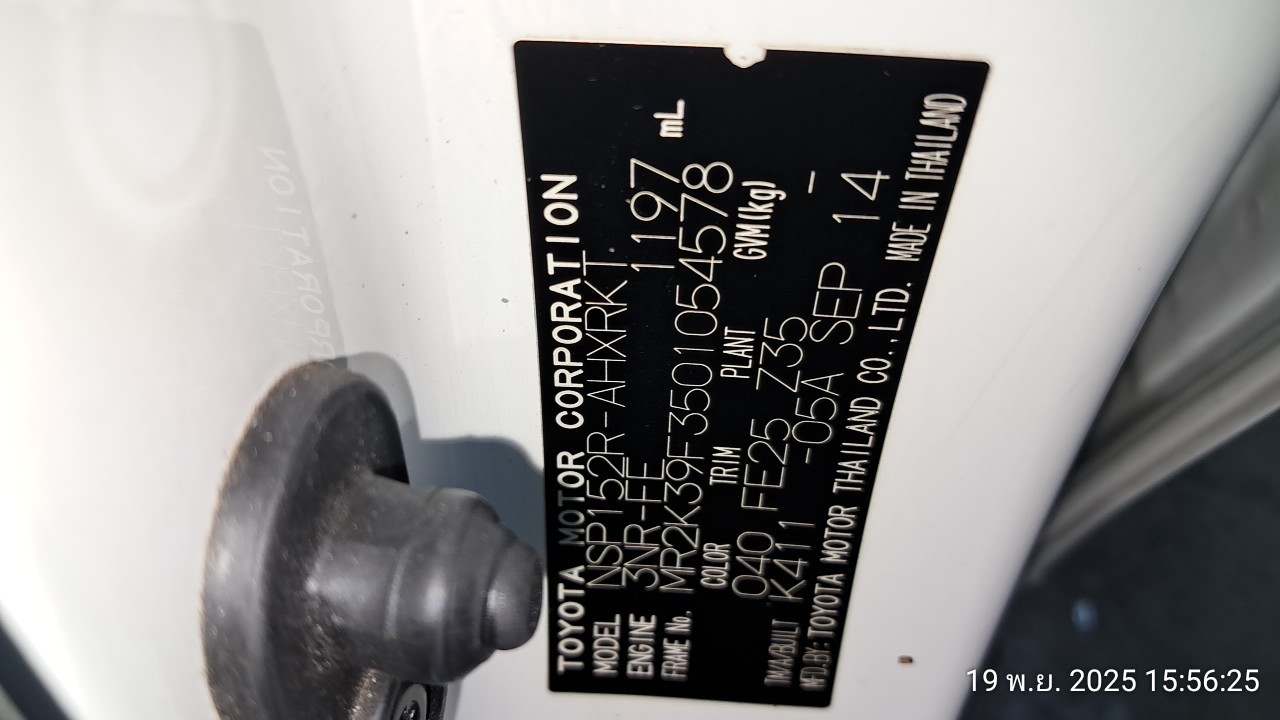 TOYOTA MOTOR CORPORATION
MODEL NSP152R-AHXRKT
ENGINE 3NR-FE 1197 mL
FRAME No. MR2K39F3501054578
COLOR TRIM PLANT GVM(kg)
040 FE25 Z35 -
TM/A/BUILT K411 -05A SEP 14
MFD.BY:TOYOTA MOTOR THAILAND CO.,LTD. MADE IN THAILAND
19 พ.ย. 2025 15:56:25